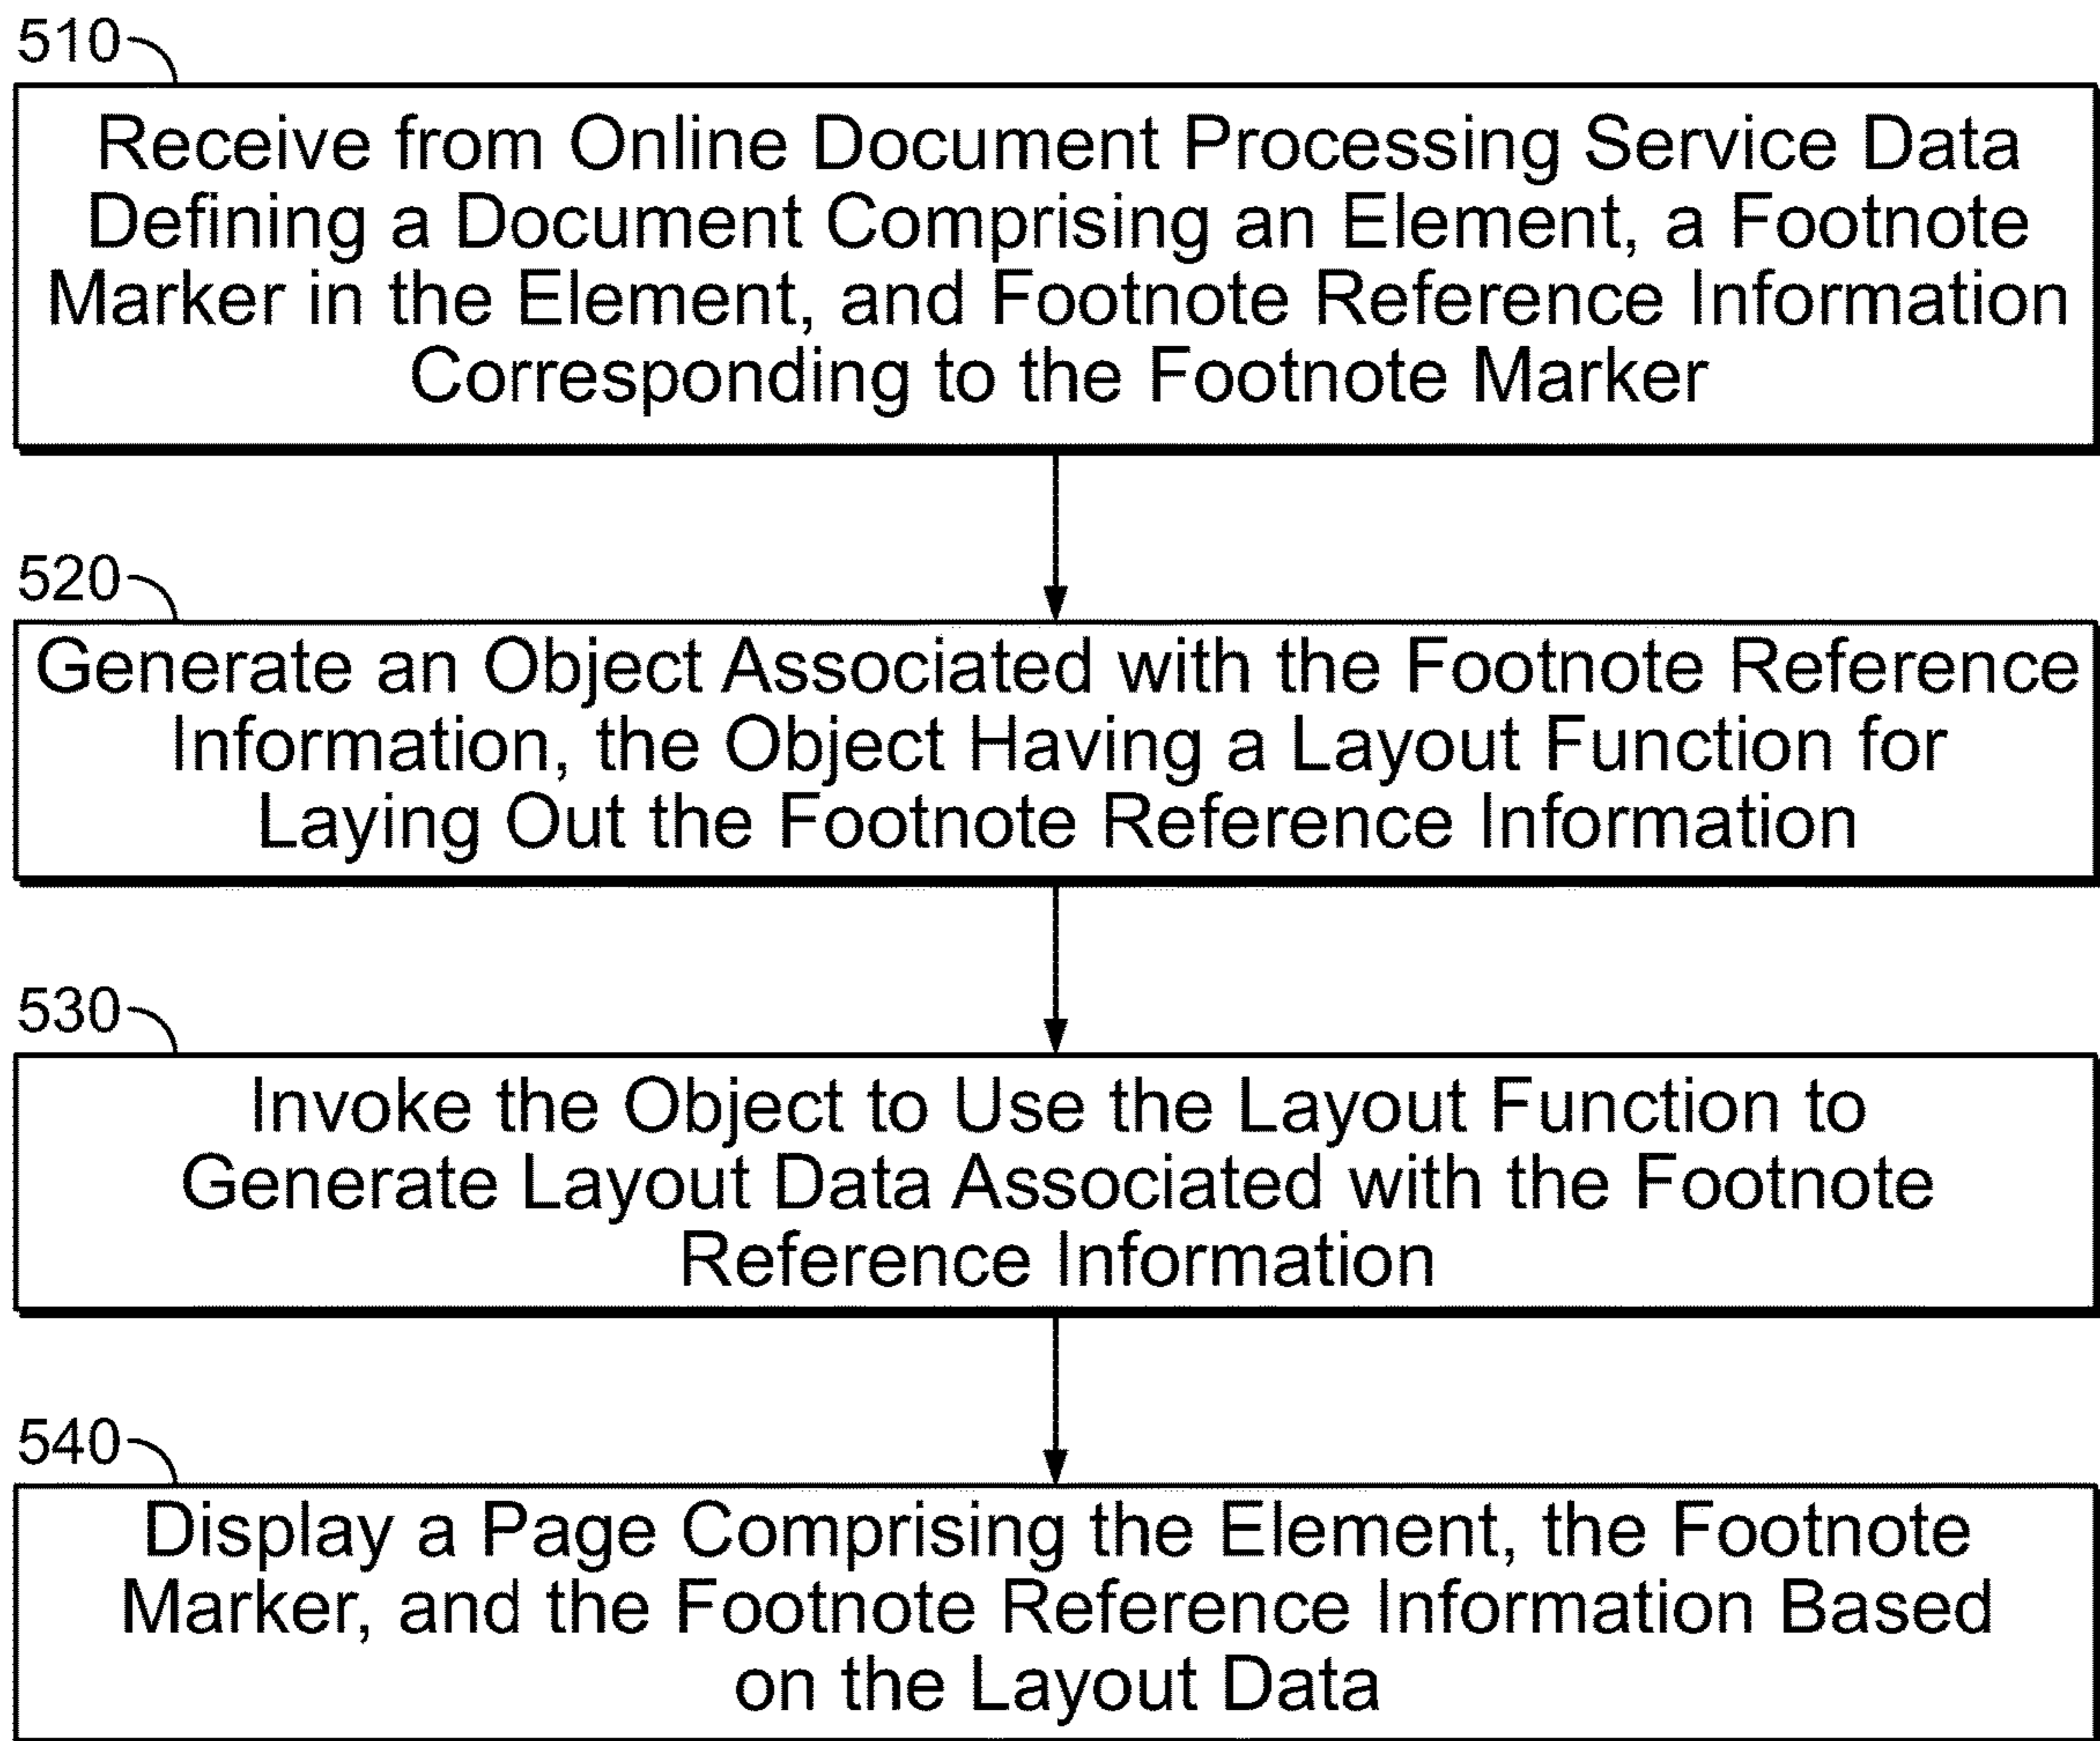 510
Receive from Online Document Processing Service Data
Defining a Document Comprising an Element, a Footnote
Marker in the Element, and Footnote Reference Information
Corresponding to the Footnote Marker
520
Generate an Object Associated with the Footnote Reference
Information, the Object Having a Layout Function for
Laying Out the Footnote Reference Information
530
Invoke the Object to Use the Layout Function to
Generate Layout Data Associated with the Footnote
Reference Information
540
Display a Page Comprising the Element, the Footnote
Marker, and the Footnote Reference Information Based
on the Layout Data